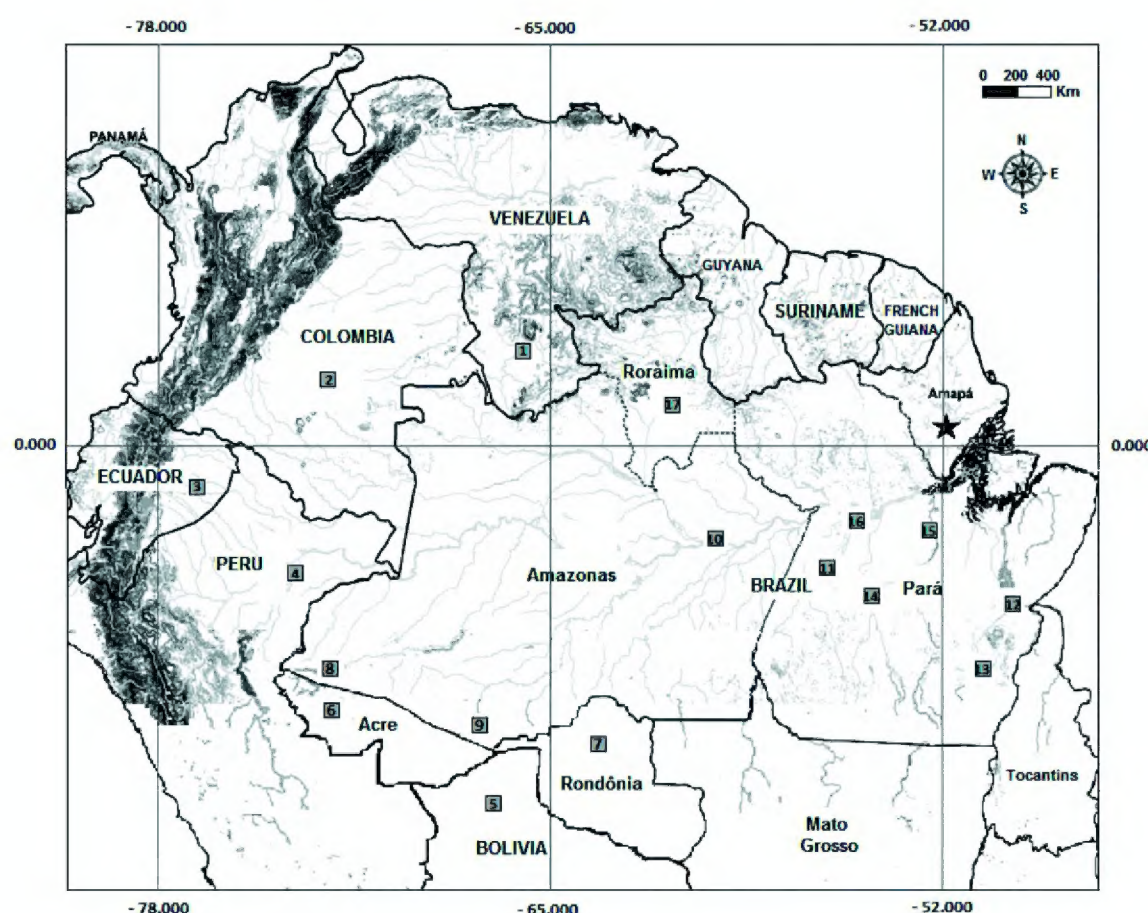 - 78.000 - 65.000 - 52.000
0 200 400
Km
PANAMÁ
N
W E
S
VENEZUELA
GUYANA
SURINAME
FRENCH
GUIANA
COLOMBIA
1
2
Roraima
17
Amapá
0.000 0.000
ECUADOR
3
16
15
10
PERU
4
Amazonas
BRAZIL
11
Pará
14
12
8
13
6
Acre
9
7
Rondônia
Tocantins
5
BOLIVIA
Mato
Grosso
- 78.000 - 65.000 - 52.000